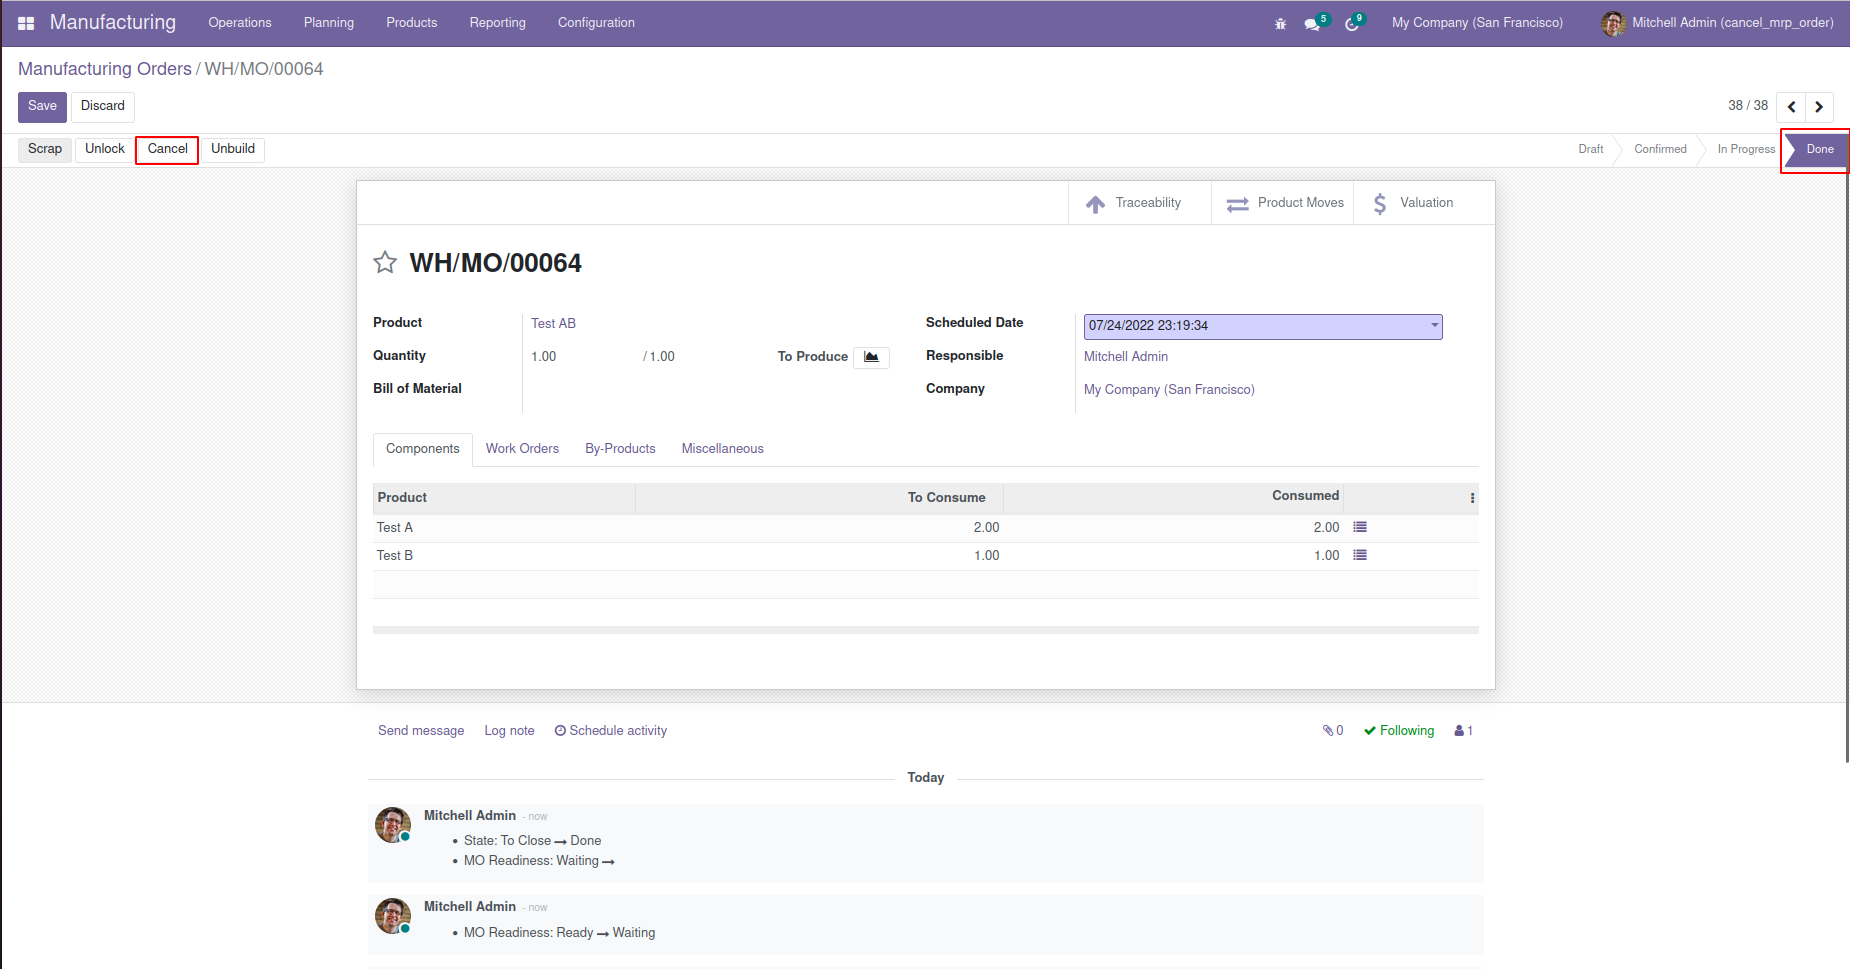 Manufacturing Operations Planning Products Reporting Configuration 5 9 My Company (San Francisco) Mitchell Admin (cancel_mrp_order)
Manufacturing Orders / WH/MO/00064
Save Discard 38 / 38
Scrap Unlock Cancel Unbuild Draft Confirmed In Progress Done
Traceability Product Moves Valuation
WH/MO/00064
Product Test AB Scheduled Date 07/24/2022 23:19:34
Quantity 1.00 / 1.00 To Produce Responsible Mitchell Admin
Bill of Material Company My Company (San Francisco)
Components Work Orders By-Products Miscellaneous
Product To Consume Consumed
Test A 2.00 2.00
Test B 1.00 1.00
Send message Log note Schedule activity 0 Following 1
Today
Mitchell Admin - now
• State: To Close → Done
• MO Readiness: Waiting →
Mitchell Admin - now
• MO Readiness: Ready → Waiting